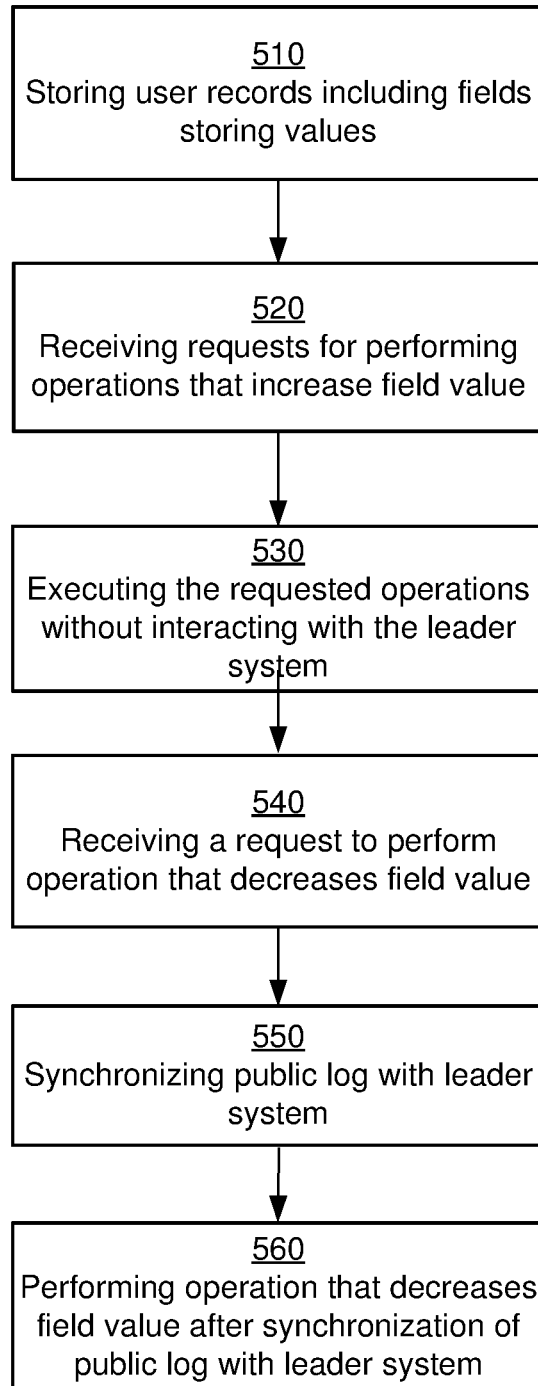 510
Storing user records including fields
storing values
520
Receiving requests for performing
operations that increase field value
530
Executing the requested operations
without interacting with the leader
system
540
Receiving a request to perform
operation that decreases field value
550
Synchronizing public log with leader
system
560
Performing operation that decreases
field value after synchronization of
public log with leader system